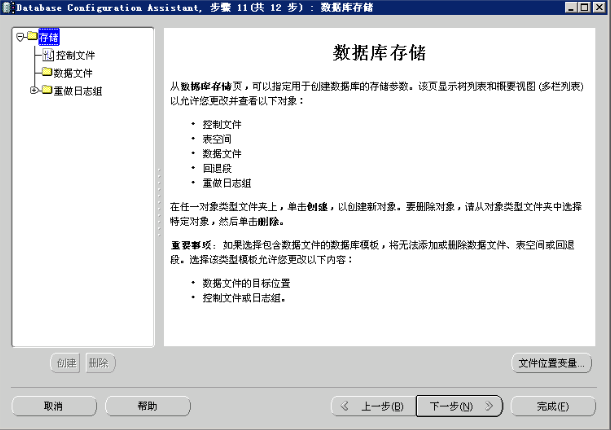 Database Configuration Assistant, 步骤 11(共 12 步) : 数据库存储
存储
控制文件
数据文件
重做日志组
数据库存储
从数据库存储页，可以指定用于创建数据库的存储参数。该页显示树列表和概要视图 (多栏列表)
以允许您更改并查看以下对象：
• 控制文件
• 表空间
• 数据文件
• 回退段
• 重做日志组
在任一对象类型文件夹上，单击创建，以创建新对象。要删除对象，请从对象类型文件夹中选择
特定对象，然后单击删除。
重要事项: 如果选择包含数据文件的数据库模板，将无法添加或删除数据文件、表空间或回退
段。选择该类型模板允许您更改以下内容：
• 数据文件的目标位置
• 控制文件或日志组。
创建 删除 文件位置变量...
取消 帮助 上一步(B) 下一步(N) 完成(F)